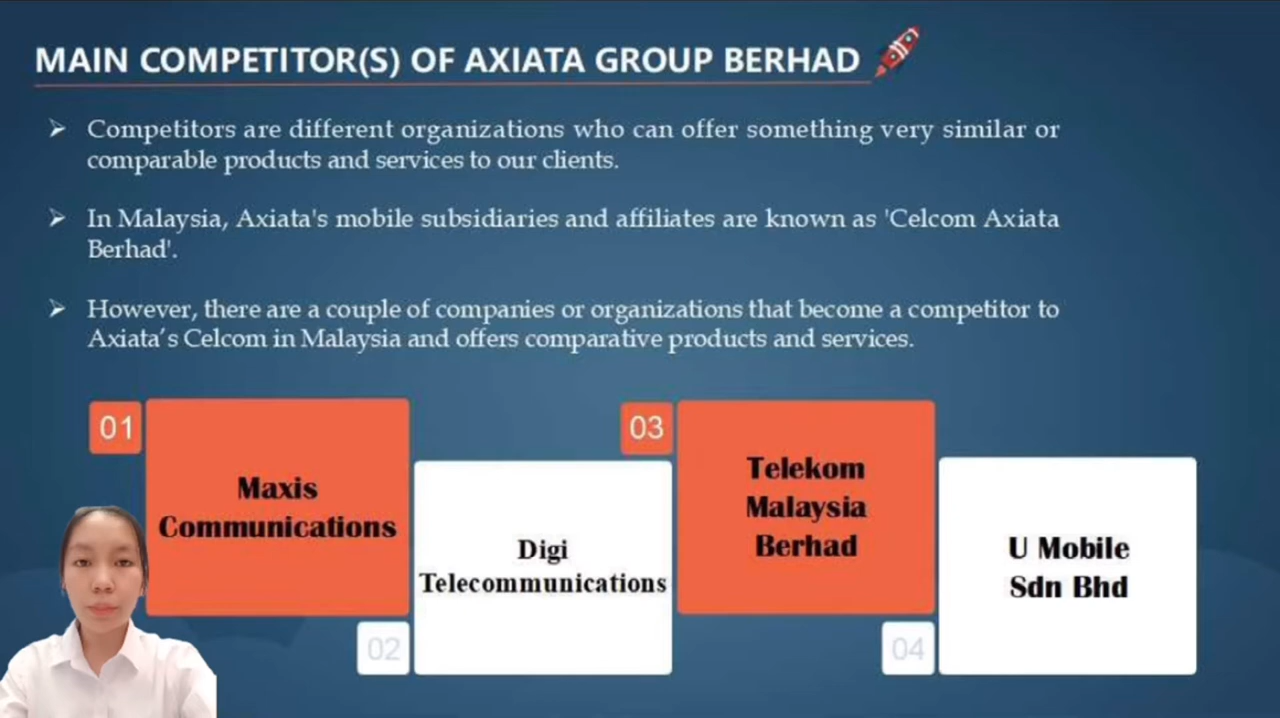 MAIN COMPETITOR(S) OF AXIATA GROUP BERHAD
Competitors are different organizations who can offer something very similar or
comparable products and services to our clients.
In Malaysia, Axiata's mobile subsidiaries and affiliates are known as 'Celcom Axiata
Berhad'.
However, there are a couple of companies or organizations that become a competitor to
Axiata’s Celcom in Malaysia and offers comparative products and services.
01
Maxis
Communications
02
Digi
Telecommunications
03
Telekom
Malaysia
Berhad
04
U Mobile
Sdn Bhd